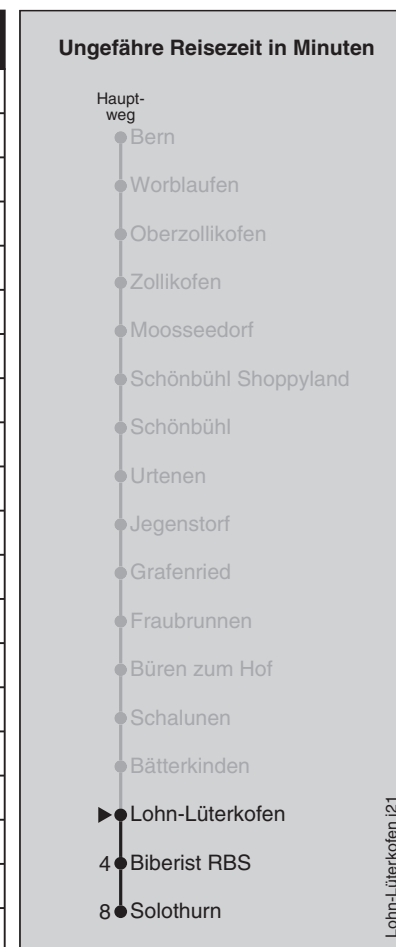 Ungefähre Reisezeit in Minuten
Haupt-
weg
Bern
Worblaufen
Oberzollikofen
Zollikofen
Moosseedorf
Schönbühl Shoppyland
Schönbühl
Urtenen
Jegenstorf
Grafenried
Fraubrunnen
Büren zum Hof
Schalunen
Bätterkinden
Lohn-Lüterkofen
4 Biberist RBS
8 Solothurn
Lohn-Lüterkofen j21